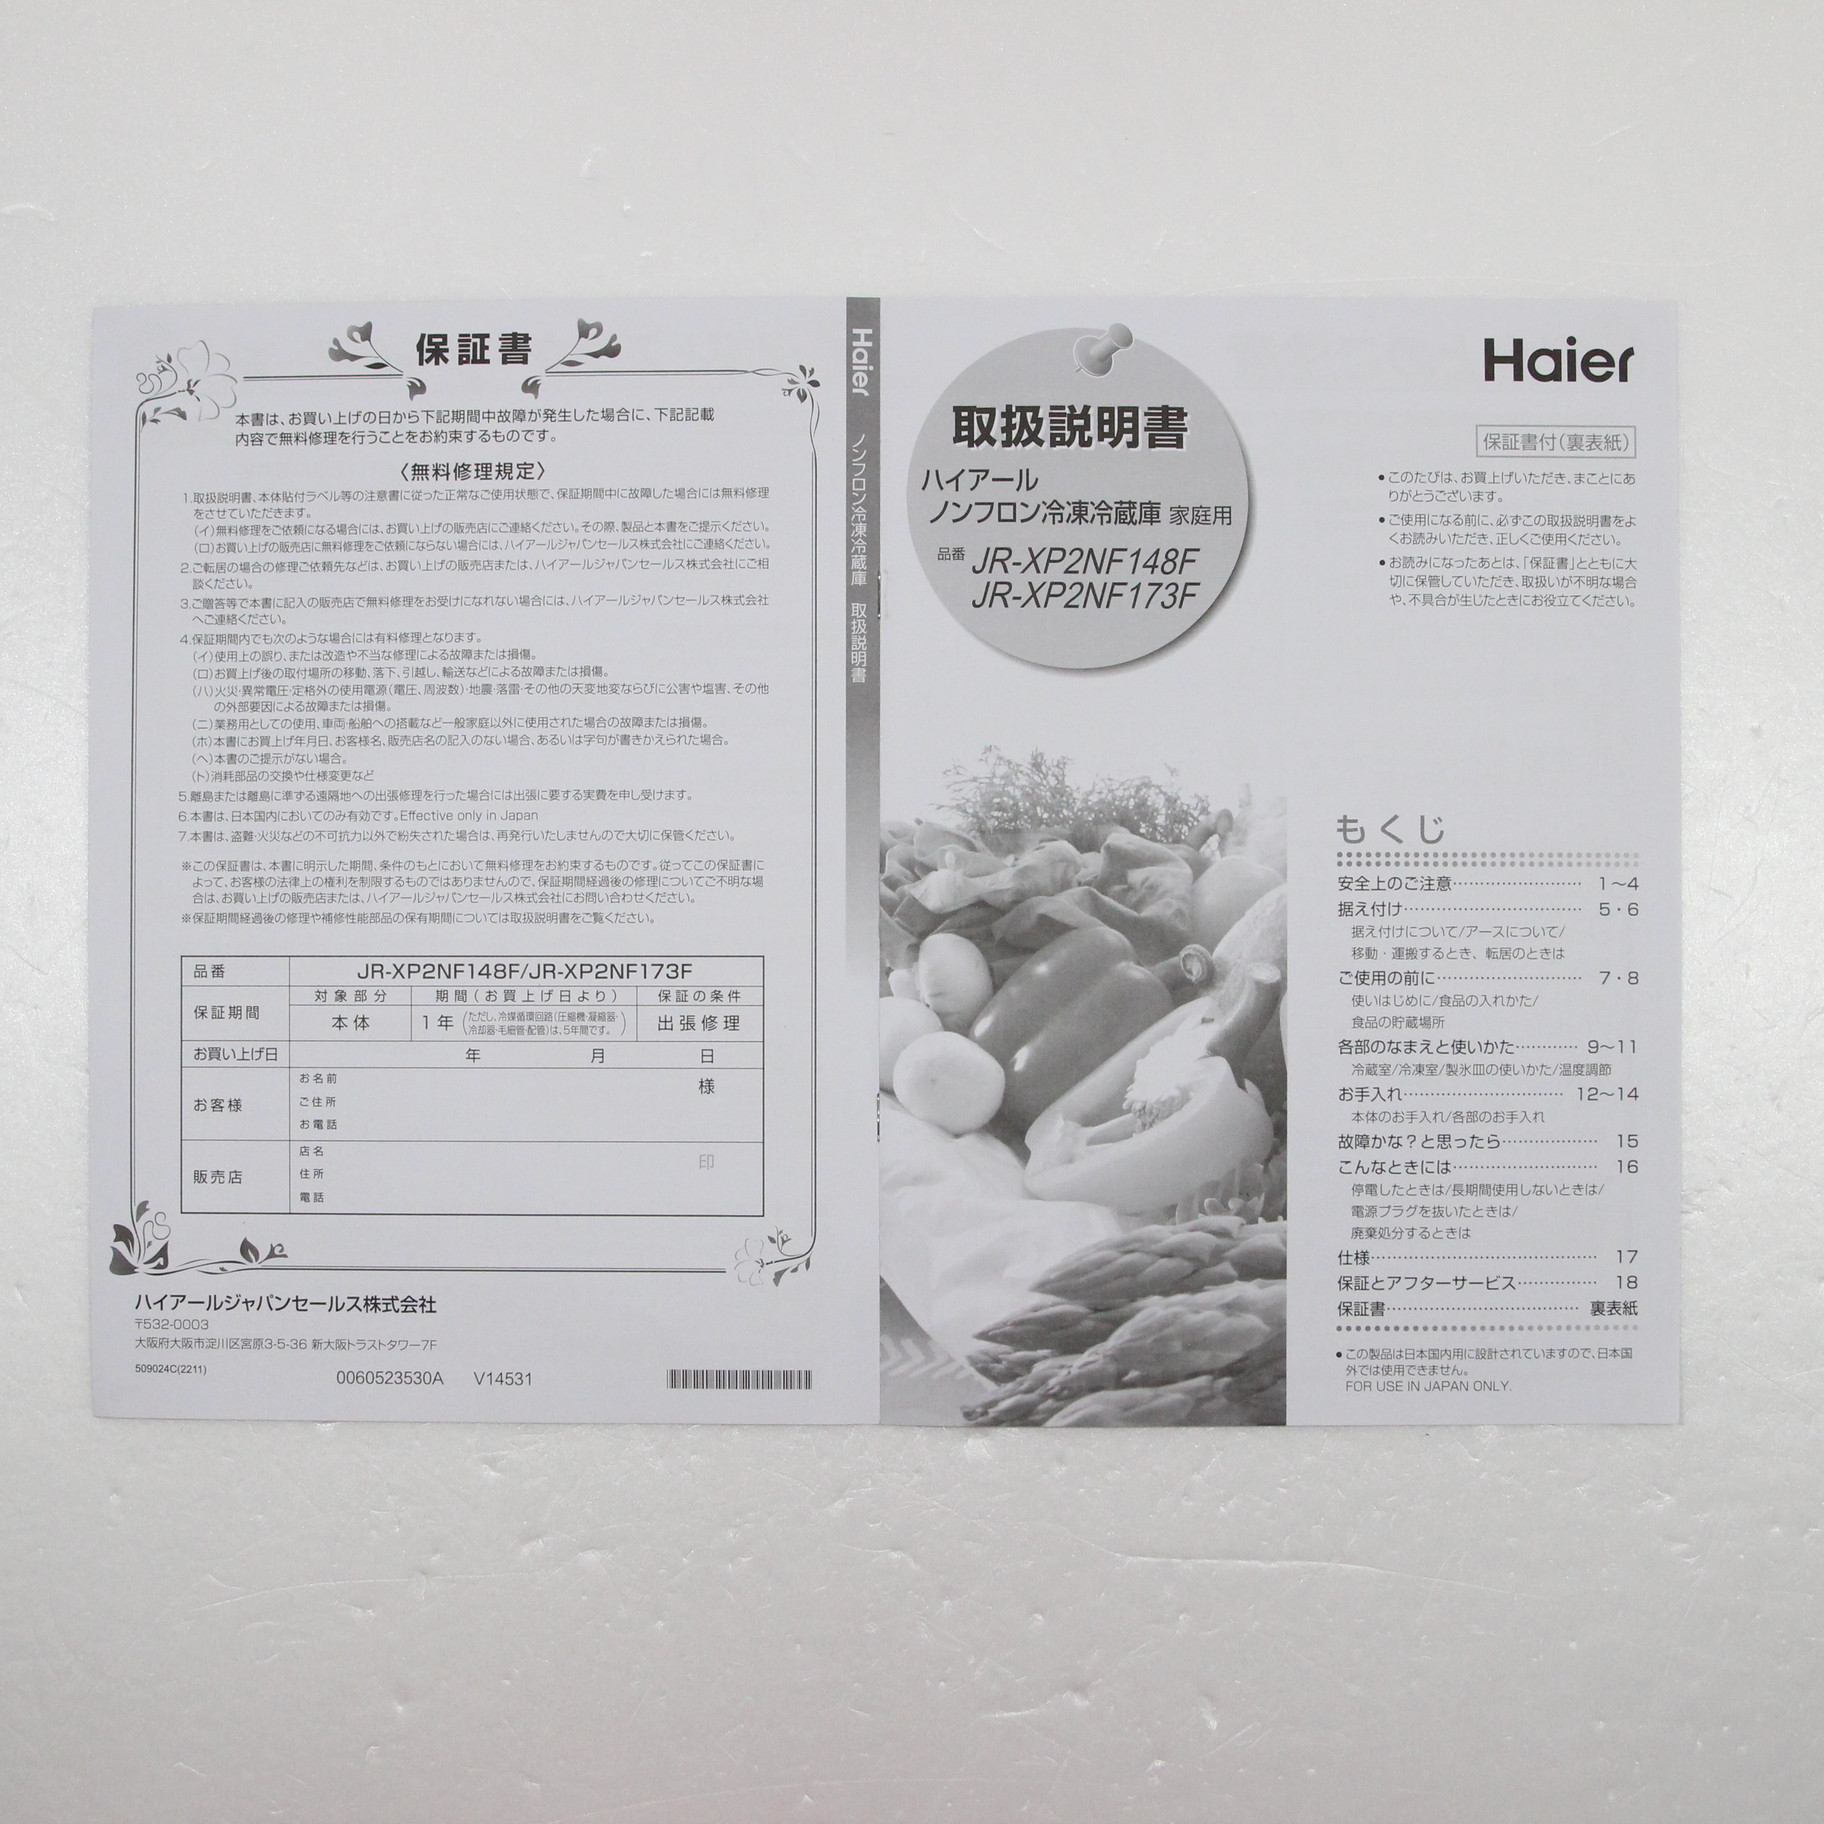 保証書
本書は、お買い上げの日から下記期間中故障が発生した場合に、下記記載
内容で無料修理を行うことをお約束するものです。
〈無料修理規定〉
1.取扱説明書、本体貼付ラベル等の注意書に従った正常なご使用状態で、保証期間中に故障した場合には無料修理
をさせていただきます。
(イ)無料修理をご依頼になる場合には、お買い上げの販売店にご連絡ください。その際、製品と本書をご提示ください。
(ロ)お買い上げの販売店に無料修理をご依頼にならない場合には、ハイアールジャパンセールス株式会社にご連絡ください。
2.ご転居の場合の修理ご依頼先などは、お買い上げの販売店または、ハイアールジャパンセールス株式会社にご相
談ください。
3.ご贈答等で本書に記入の販売店で無料修理をお受けになれない場合には、ハイアールジャパンセールス株式会社
へご連絡ください。
4.保証期間内でも次のような場合には有料修理となります。
(イ)使用上の誤り、または改造や不当な修理による故障または損傷。
(ロ)お買上げ後の取付場所の移動、落下、引越し、輸送などによる故障または損傷。
(ハ)火災・異常電圧・定格外の使用電源(電圧、周波数)・地震・落雷・その他の天変地変ならびに公害や塩害、その他
の外部要因による故障または損傷。
(ニ)業務用としての使用、車両・船舶への搭載など一般家庭以外に使用された場合の故障または損傷。
(ホ)本書にお買上げ年月日、お客様名、販売店名の記入のない場合、あるいは字句が書きかえられた場合。
(ヘ)本書のご提示がない場合。
(ト)消耗部品の交換や仕様変更など
5.離島または離島に準ずる遠隔地への出張修理を行った場合には出張に要する実費を申し受けます。
6.本書は、日本国内においてのみ有効です。Effective only in Japan
7.本書は、盗難・火災などの不可抗力以外で紛失された場合は、再発行いたしませんので大切に保管ください。
※この保証書は、本書に明示した期間、条件のもとにおいて無料修理をお約束するものです。従ってこの保証書に
よって、お客様の法律上の権利を制限するものではありませんので、保証期間経過後の修理についてご不明な場
合は、お買い上げの販売店または、ハイアールジャパンセールス株式会社にお問い合わせください。
※保証期間経過後の修理や補修性能部品の保有期間については取扱説明書をご覧ください。
品番 JR-XP2NF148F/JR-XP2NF173F
保証期間 対象部分 期間(お買上げ日より) 保証の条件
本体 1年 (ただし、冷媒循環回路(圧縮機・凝縮器・
冷却器・毛細管・配管)は、5年間です。) 出張修理
お買い上げ日 年 月 日
お客様 お名前 様
ご住所
お電話
販売店 店名 印
住所
電話
ハイアールジャパンセールス株式会社
〒532-0003
大阪府大阪市淀川区宮原3-5-36 新大阪トラストタワー7F
509024C(2211)
0060523530A V14531
Haier ノンフロン冷凍冷蔵庫 取扱説明書
取扱説明書
ハイアール
ノンフロン冷凍冷蔵庫 家庭用
品番 JR-XP2NF148F
JR-XP2NF173F
Haier
保証書付(裏表紙)
●このたびは、お買上げいただき、まことにあ
りがとうございます。
●ご使用になる前に、必ずこの取扱説明書をよ
くお読みいただき、正しくご使用ください。
●お読みになったあとは、「保証書」とともに大
切に保管していただき、取扱いが不明な場合
や、不具合が生じたときにお役立てください。
もくじ
安全上のご注意 1～4
据え付け 5・6
据え付けについて/アースについて/
移動・運搬するとき、転居のときは
ご使用の前に 7・8
使いはじめに/食品の入れかた/
食品の貯蔵場所
各部のなまえと使いかた 9～11
冷蔵室/冷凍室/製氷皿の使いかた/温度調節
お手入れ 12～14
本体のお手入れ/各部のお手入れ
故障かな?と思ったら 15
こんなときには 16
停電したときは/長期間使用しないときは/
電源プラグを抜いたときは/
廃棄処分するときは
仕様 17
保証とアフターサービス 18
保証書 裏表紙
●この製品は日本国内用に設計されていますので、日本国
外では使用できません。
FOR USE IN JAPAN ONLY.